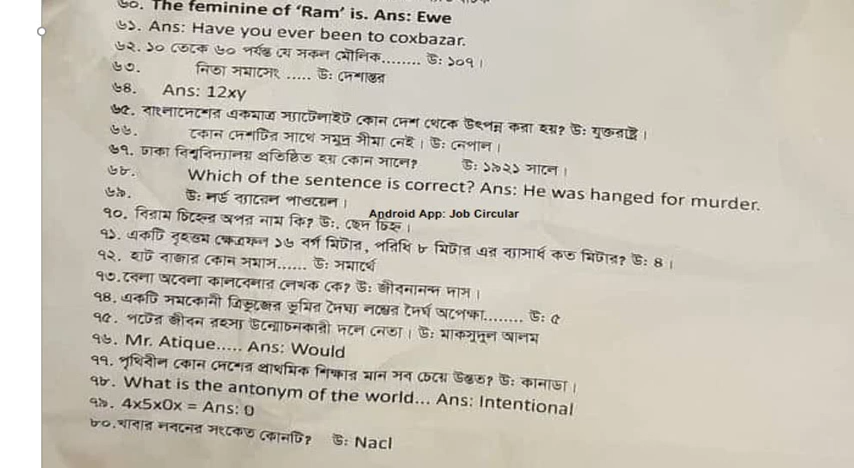 ৬০. The feminine of 'Ram' is. Ans: Ewe
৬১. Ans: Have you ever been to coxbazar.
৬২. ১০ তেকে ৬০ পর্যন্ত যে সকল মৌলিক........ উ: ১০৭।
৬৩. নিতা সমাসেং ..... উ: দেশান্তর
৬৪. Ans: 12xy
৬৫. বাংলাদেশের একমাত্র স্যাটেলাইট কোন দেশ থেকে উৎপন্ন করা হয়? উ: যুক্তরাষ্ট্র।
৬৬. কোন দেশটির সাথে সমুদ্র সীমা নেই। উ: নেপাল।
৬৭. ঢাকা বিশ্ববিদ্যালয় প্রতিষ্ঠিত হয় কোন সালে? উ: ১৯২১ সালে।
৬৮. Which of the sentence is correct? Ans: He was hanged for murder.
৬৯. উ: লর্ড ব্যারেল পাওয়েল।
Android App: Job Circular
৭০. বিরাম চিহ্নের অপর নাম কি? উ:. ছেদ চিহ্ন।
৭১. একটি বৃহত্তম ক্ষেত্রফল ১৬ বর্গ মিটার, পরিধি ৮ মিটার এর ব্যাসার্ধ কত মিটার? উ: ৪।
৭২. হাট বাজার কোন সমাস...... উ: সমার্থে
৭৩.বেলা অবেলা কালবেলার লেখক কে? উ: জীবনানন্দ দাস।
৭৪. একটি সমকোনী ত্রিভুজের ভূমির দৈঘ্য লম্বের দৈর্ঘ অপেক্ষা........ উ: ৫
৭৫. পটের জীবন রহস্য উন্মোচনকারী দলে নেতা। উ: মাকসুদুল আলম
৭৬. Mr. Atique..... Ans: Would
৭৭. পৃথিবীল কোন দেশের প্রাথমিক শিক্ষার মান সব চেয়ে উন্নত? উ: কানাডা।
৭৮. What is the antonym of the world... Ans: Intentional
৭৯. 4x5x0x = Ans: 0
৮০.খাবার লবনের সংকেত কোনটি? উ: Nacl